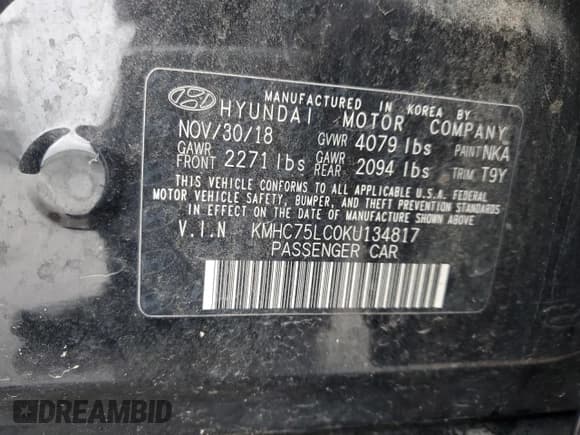 MANUFACTURED IN KOREA BY
HYUNDAI MOTOR COMPANY
NOV/30/18 GVWR 4079 lbs PAINT NKA
GAWR FRONT 2271 lbs GAWR REAR 2094 lbs TRIM T9Y
THIS VEHICLE CONFORMS TO ALL APPLICABLE U.S.A. FEDERAL
MOTOR VEHICLE SAFETY, BUMPER, AND THEFT PREVENTION STANDARDS
IN EFFECT ON THE DATE OF MANUFACTURE SHOWN ABOVE
V.I.N KMHC75LC0KU134817
PASSENGER CAR
DREAMBID